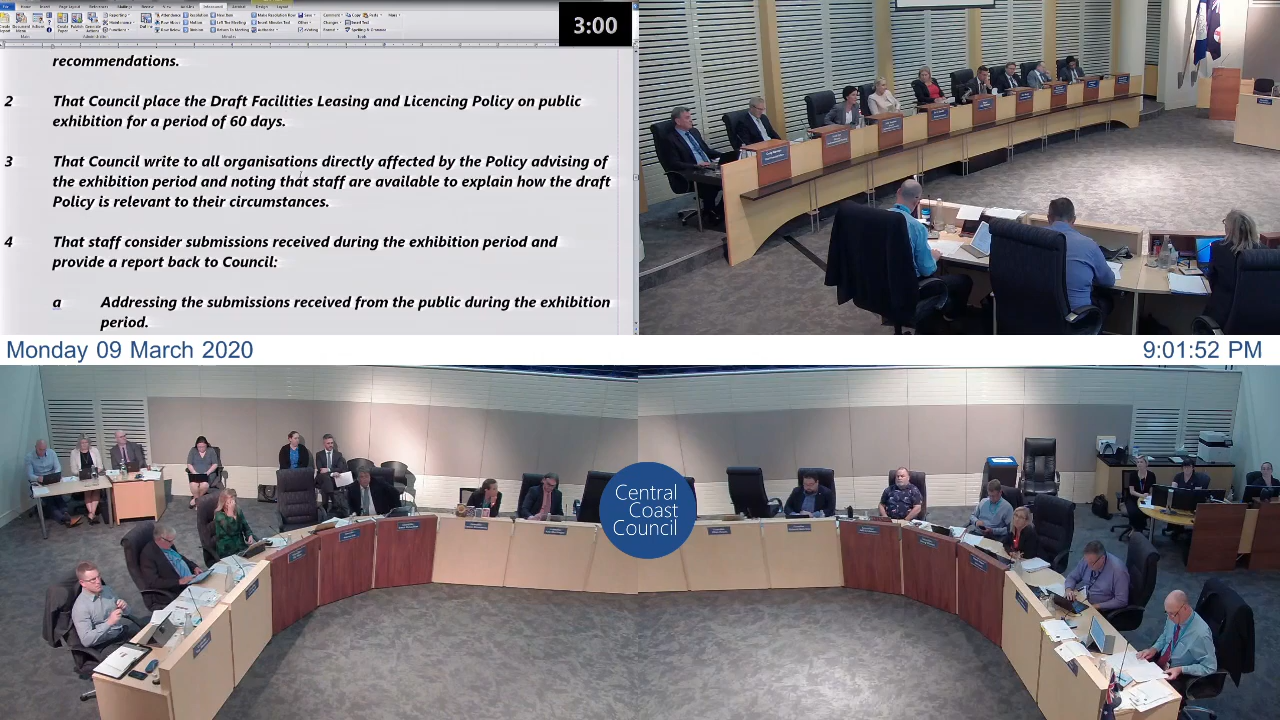 3:00
recommendations.
2 That Council place the Draft Facilities Leasing and Licencing Policy on public
exhibition for a period of 60 days.
3 That Council write to all organisations directly affected by the Policy advising of
the exhibition period and noting that staff are available to explain how the draft
Policy is relevant to their circumstances.
4 That staff consider submissions received during the exhibition period and
provide a report back to Council:
a Addressing the submissions received from the public during the exhibition
period.
Monday 09 March 2020
9:01:52 PM
Central
Coast
Council